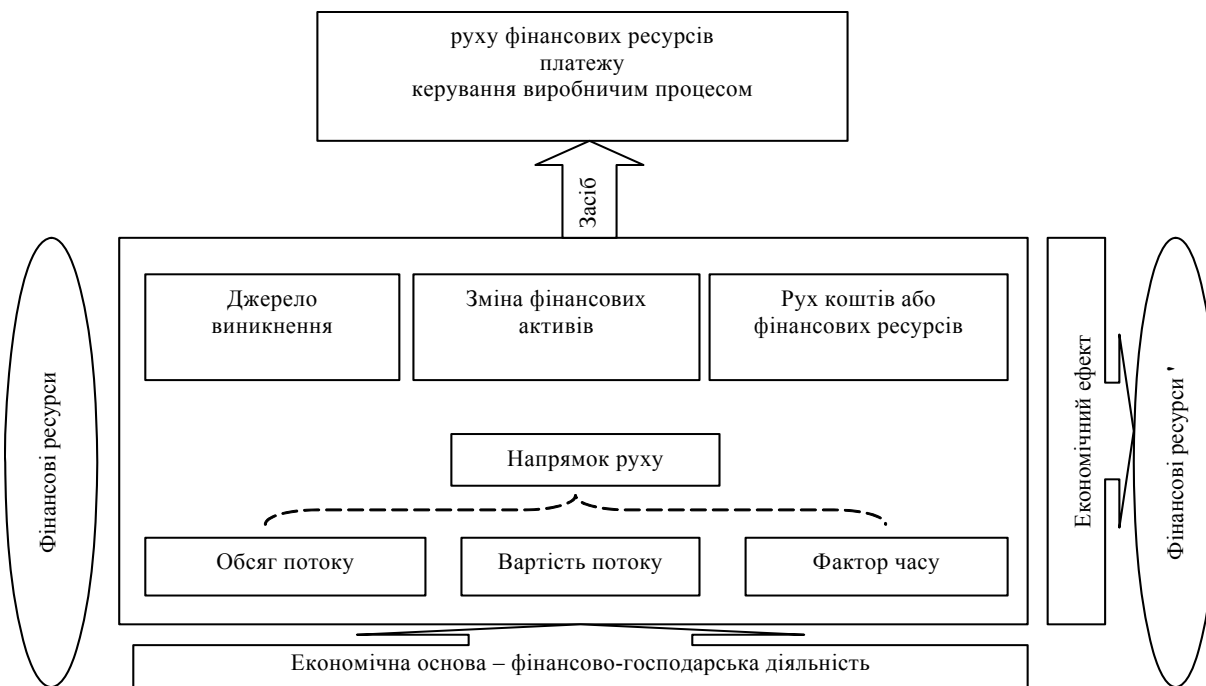 руху фінансових ресурсів
платежу
керування виробничим процесом
Засіб
Фінансові ресурси
Джерело
виникнення
Зміна фінансових
активів
Рух коштів або
фінансових ресурсів
Напрямок руху
Обсяг потоку
Вартість потоку
Фактор часу
Економічний ефект
Фінансові ресурси '
Економічна основа – фінансово-господарська діяльність